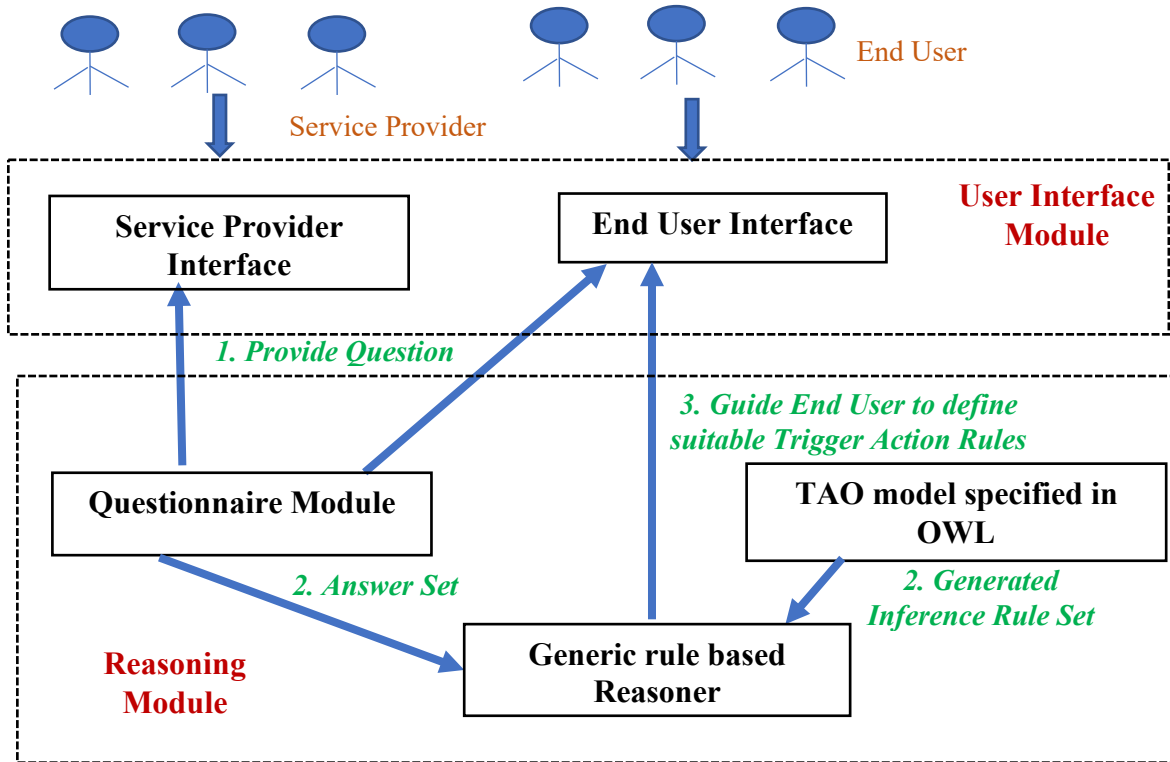 End User
Service Provider
User Interface
Module
Service Provider
Interface
End User Interface
1. Provide Question
3. Guide End User to define
suitable Trigger Action Rules
Questionnaire Module
TAO model specified in
OWL
2. Answer Set
2. Generated
Inference Rule Set
Generic rule based
Reasoner
Reasoning
Module